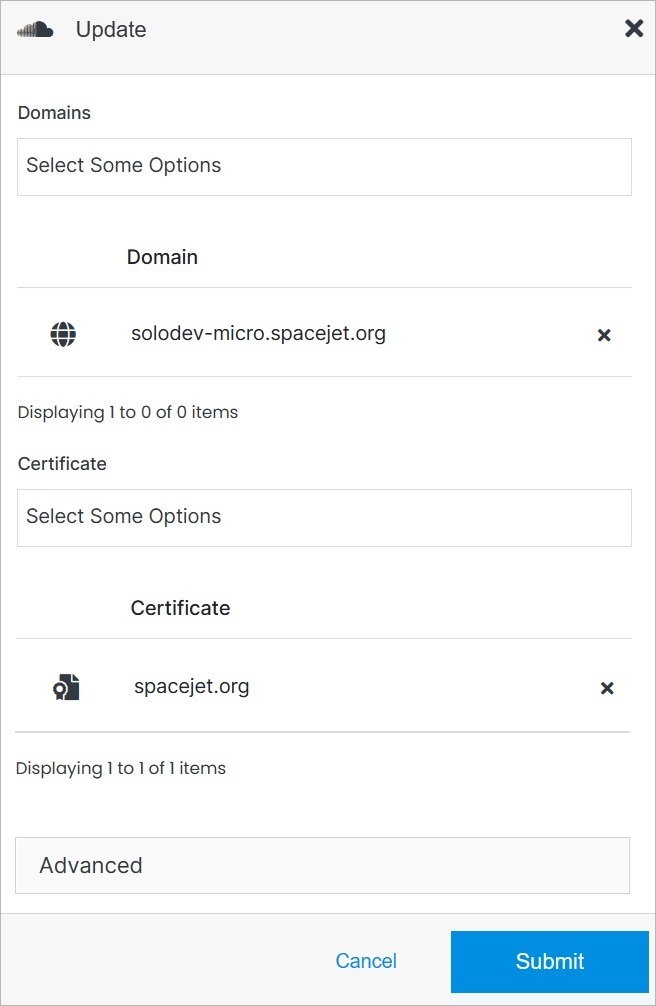 Update
Domains
Select Some Options
Domain
solodev-micro.spacejet.org
Displaying 1 to 0 of 0 items
Certificate
Select Some Options
Certificate
spacejet.org
Displaying 1 to 1 of 1 items
Advanced
Cancel Submit